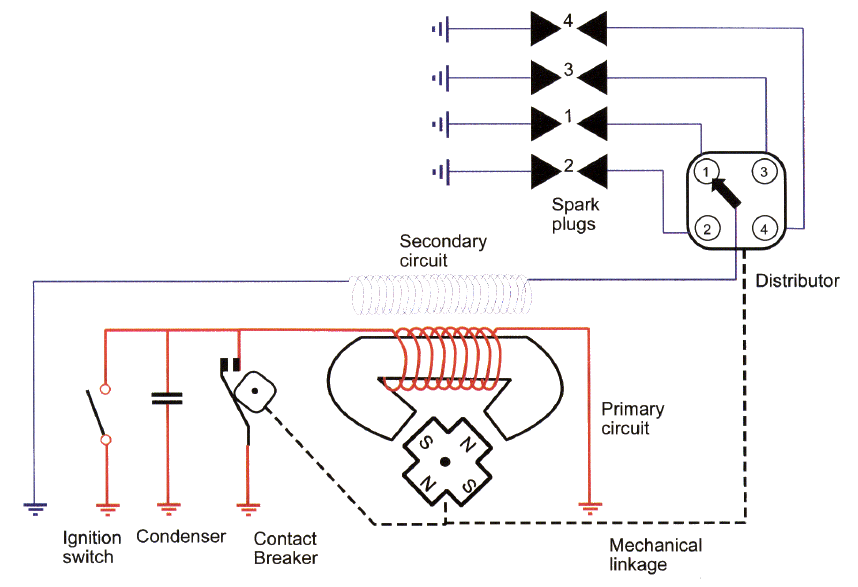 4
3
1
2
Spark
plugs
1
3
2
4
Distributor
Secondary
circuit
Primary
circuit
S
N
N
S
Ignition
switch
Condenser
Contact
Breaker
Mechanical
linkage